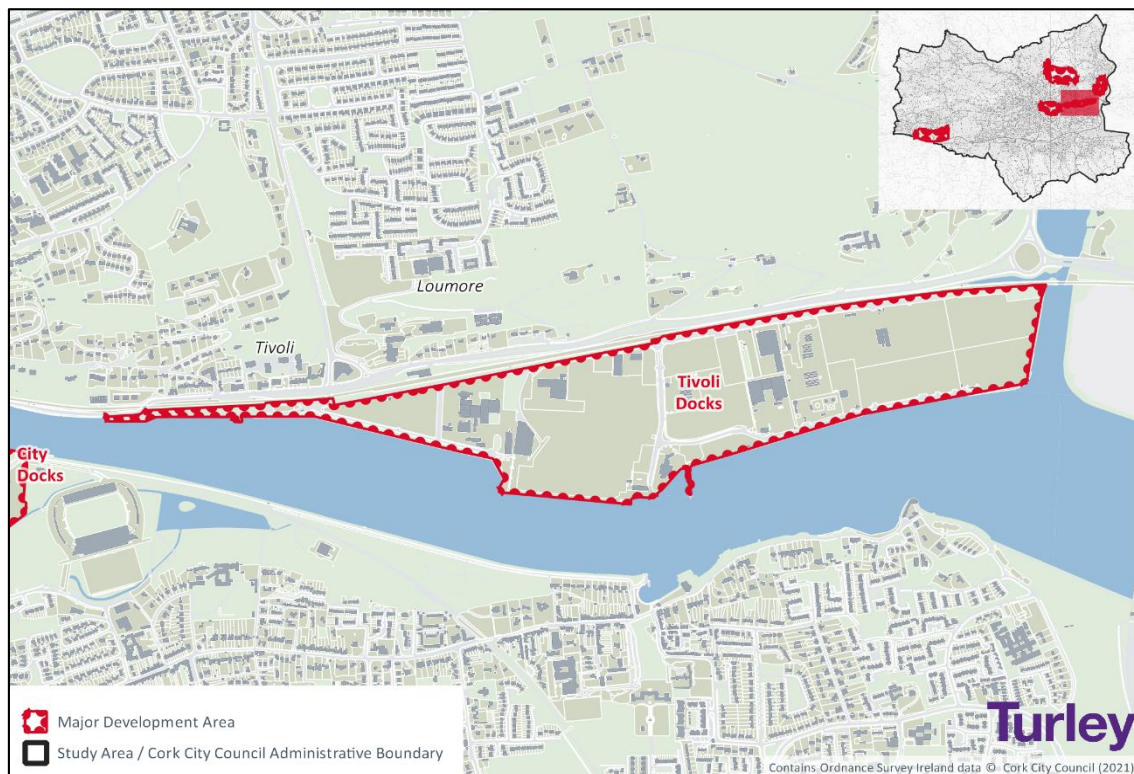 Loumore
Tivoli
Tivoli
Docks
City
Docks
Major Development Area
Study Area / Cork City Council Administrative Boundary
Turley
Contains Ordnance Survey Ireland data © Cork City Council (2021)